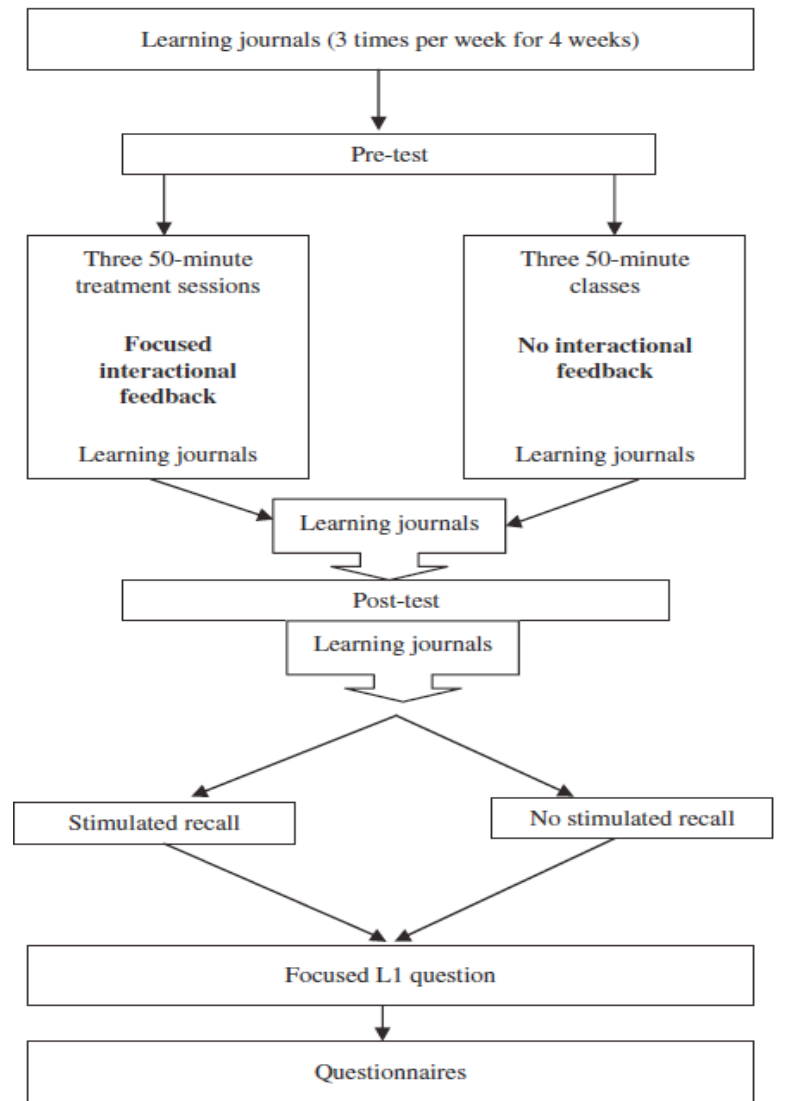 Learning journals (3 times per week for 4 weeks)
Pre-test
Three 50-minute
treatment sessions
Focused
interactional
feedback
Learning journals
Three 50-minute
classes
No interactional
feedback
Learning journals
Learning journals
Post-test
Learning journals
Stimulated recall
No stimulated recall
Focused L1 question
Questionnaires